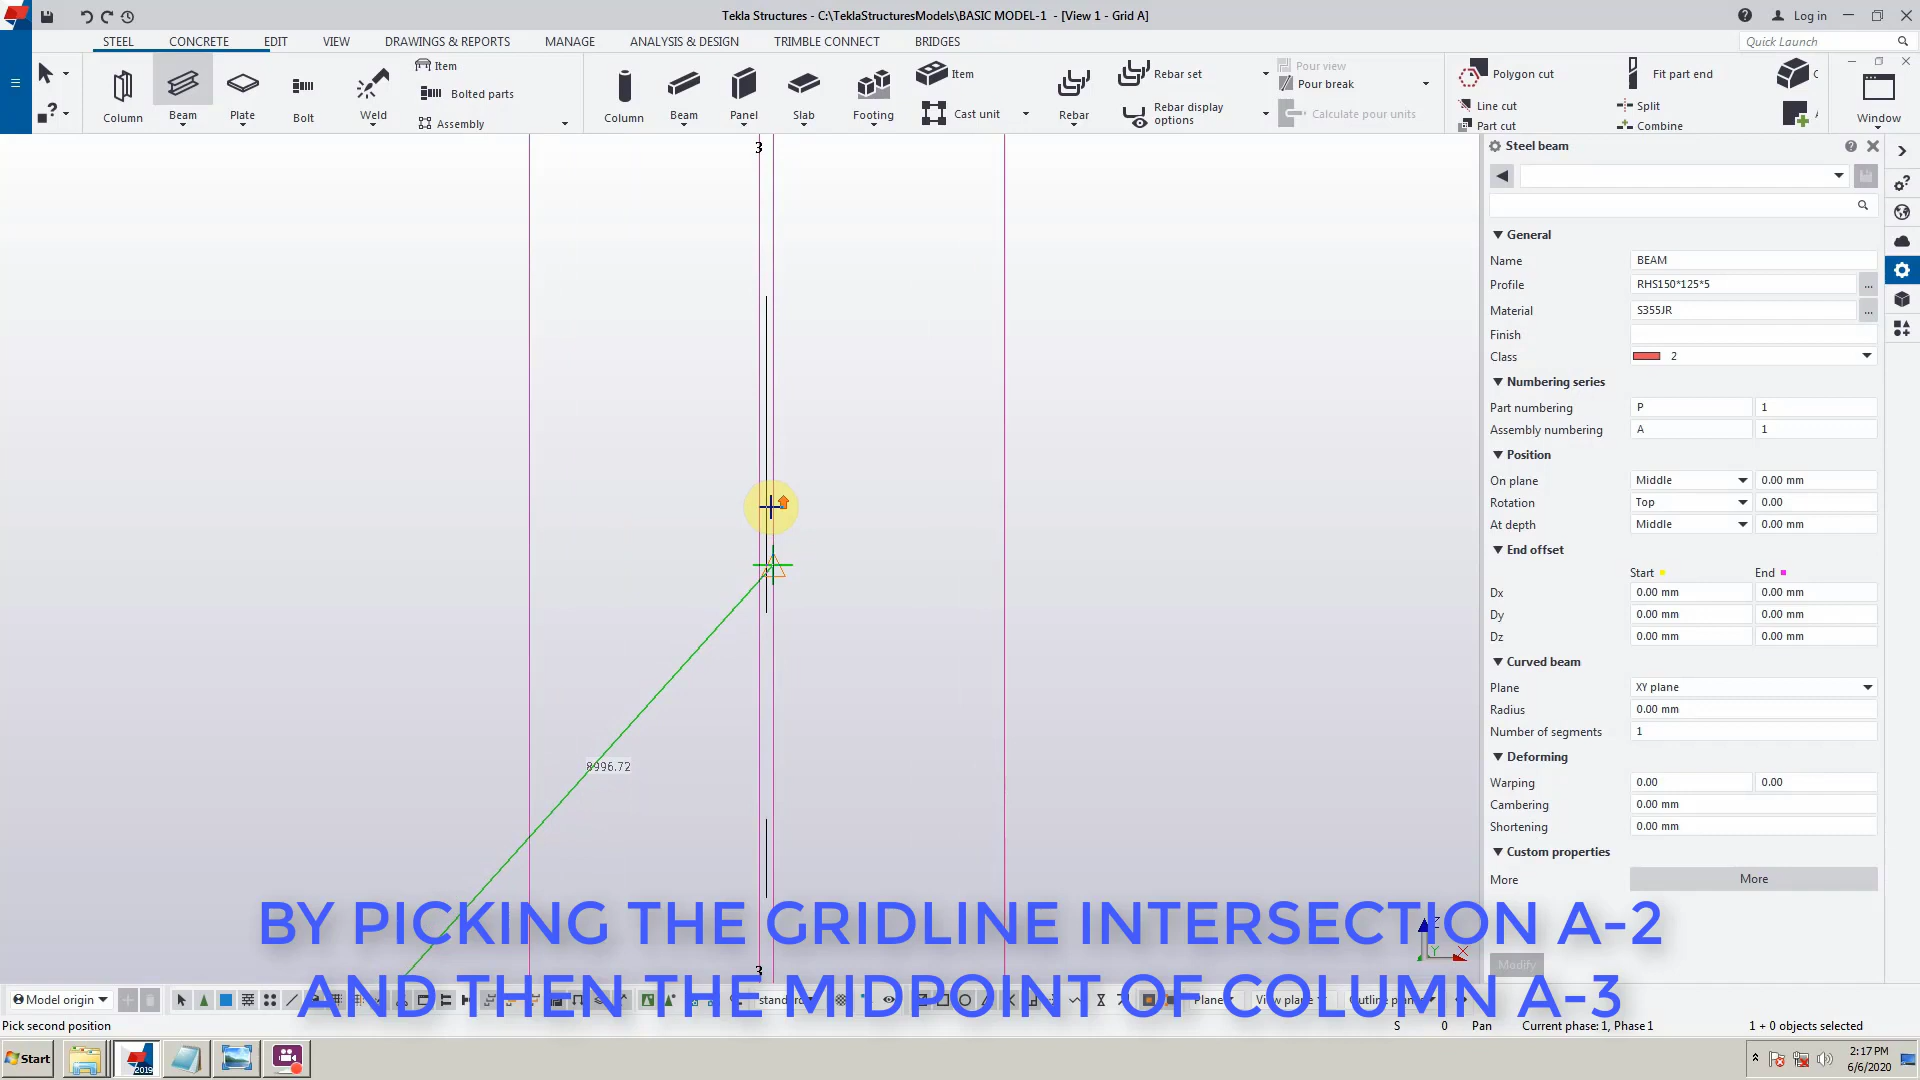 Tekla Structures - C:\TeklaStructuresModels\BASIC MODEL-1 - [View 1 - Grid A]
Log in
STEEL CONCRETE EDIT VIEW DRAWINGS & REPORTS MANAGE ANALYSIS & DESIGN TRIMBLE CONNECT BRIDGES
Quick Launch
Column Beam Plate Bolt Weld
Item
Bolted parts
Assembly
Column Beam Panel Slab Footing
Item
Cast unit
Rebar
Rebar set
Rebar display options
Pour view
Pour break
Calculate pour units
Polygon cut
Line cut
Part cut
Fit part end
Split
Combine
Window
3
8996.72
3
Steel beam
General
Name BEAM
Profile RHS150*125*5 ...
Material S355JR ...
Finish
Class 2
Numbering series
Part numbering P 1
Assembly numbering A 1
Position
On plane Middle 0.00 mm
Rotation Top 0.00
At depth Middle 0.00 mm
End offset
Start End
Dx 0.00 mm 0.00 mm
Dy 0.00 mm 0.00 mm
Dz 0.00 mm 0.00 mm
Curved beam
Plane XY plane
Radius 0.00 mm
Number of segments 1
Deforming
Warping 0.00 0.00
Cambering 0.00 mm
Shortening 0.00 mm
Custom properties
More More
Modify
Z
Y
X
BY PICKING THE GRIDLINE INTERSECTION A-2
AND THEN THE MIDPOINT OF COLUMN A-3
Model origin
View plane
Pick second position
S 0 Pan Current phase: 1, Phase 1 1 + 0 objects selected
Start
2019
2:17 PM
6/6/2020